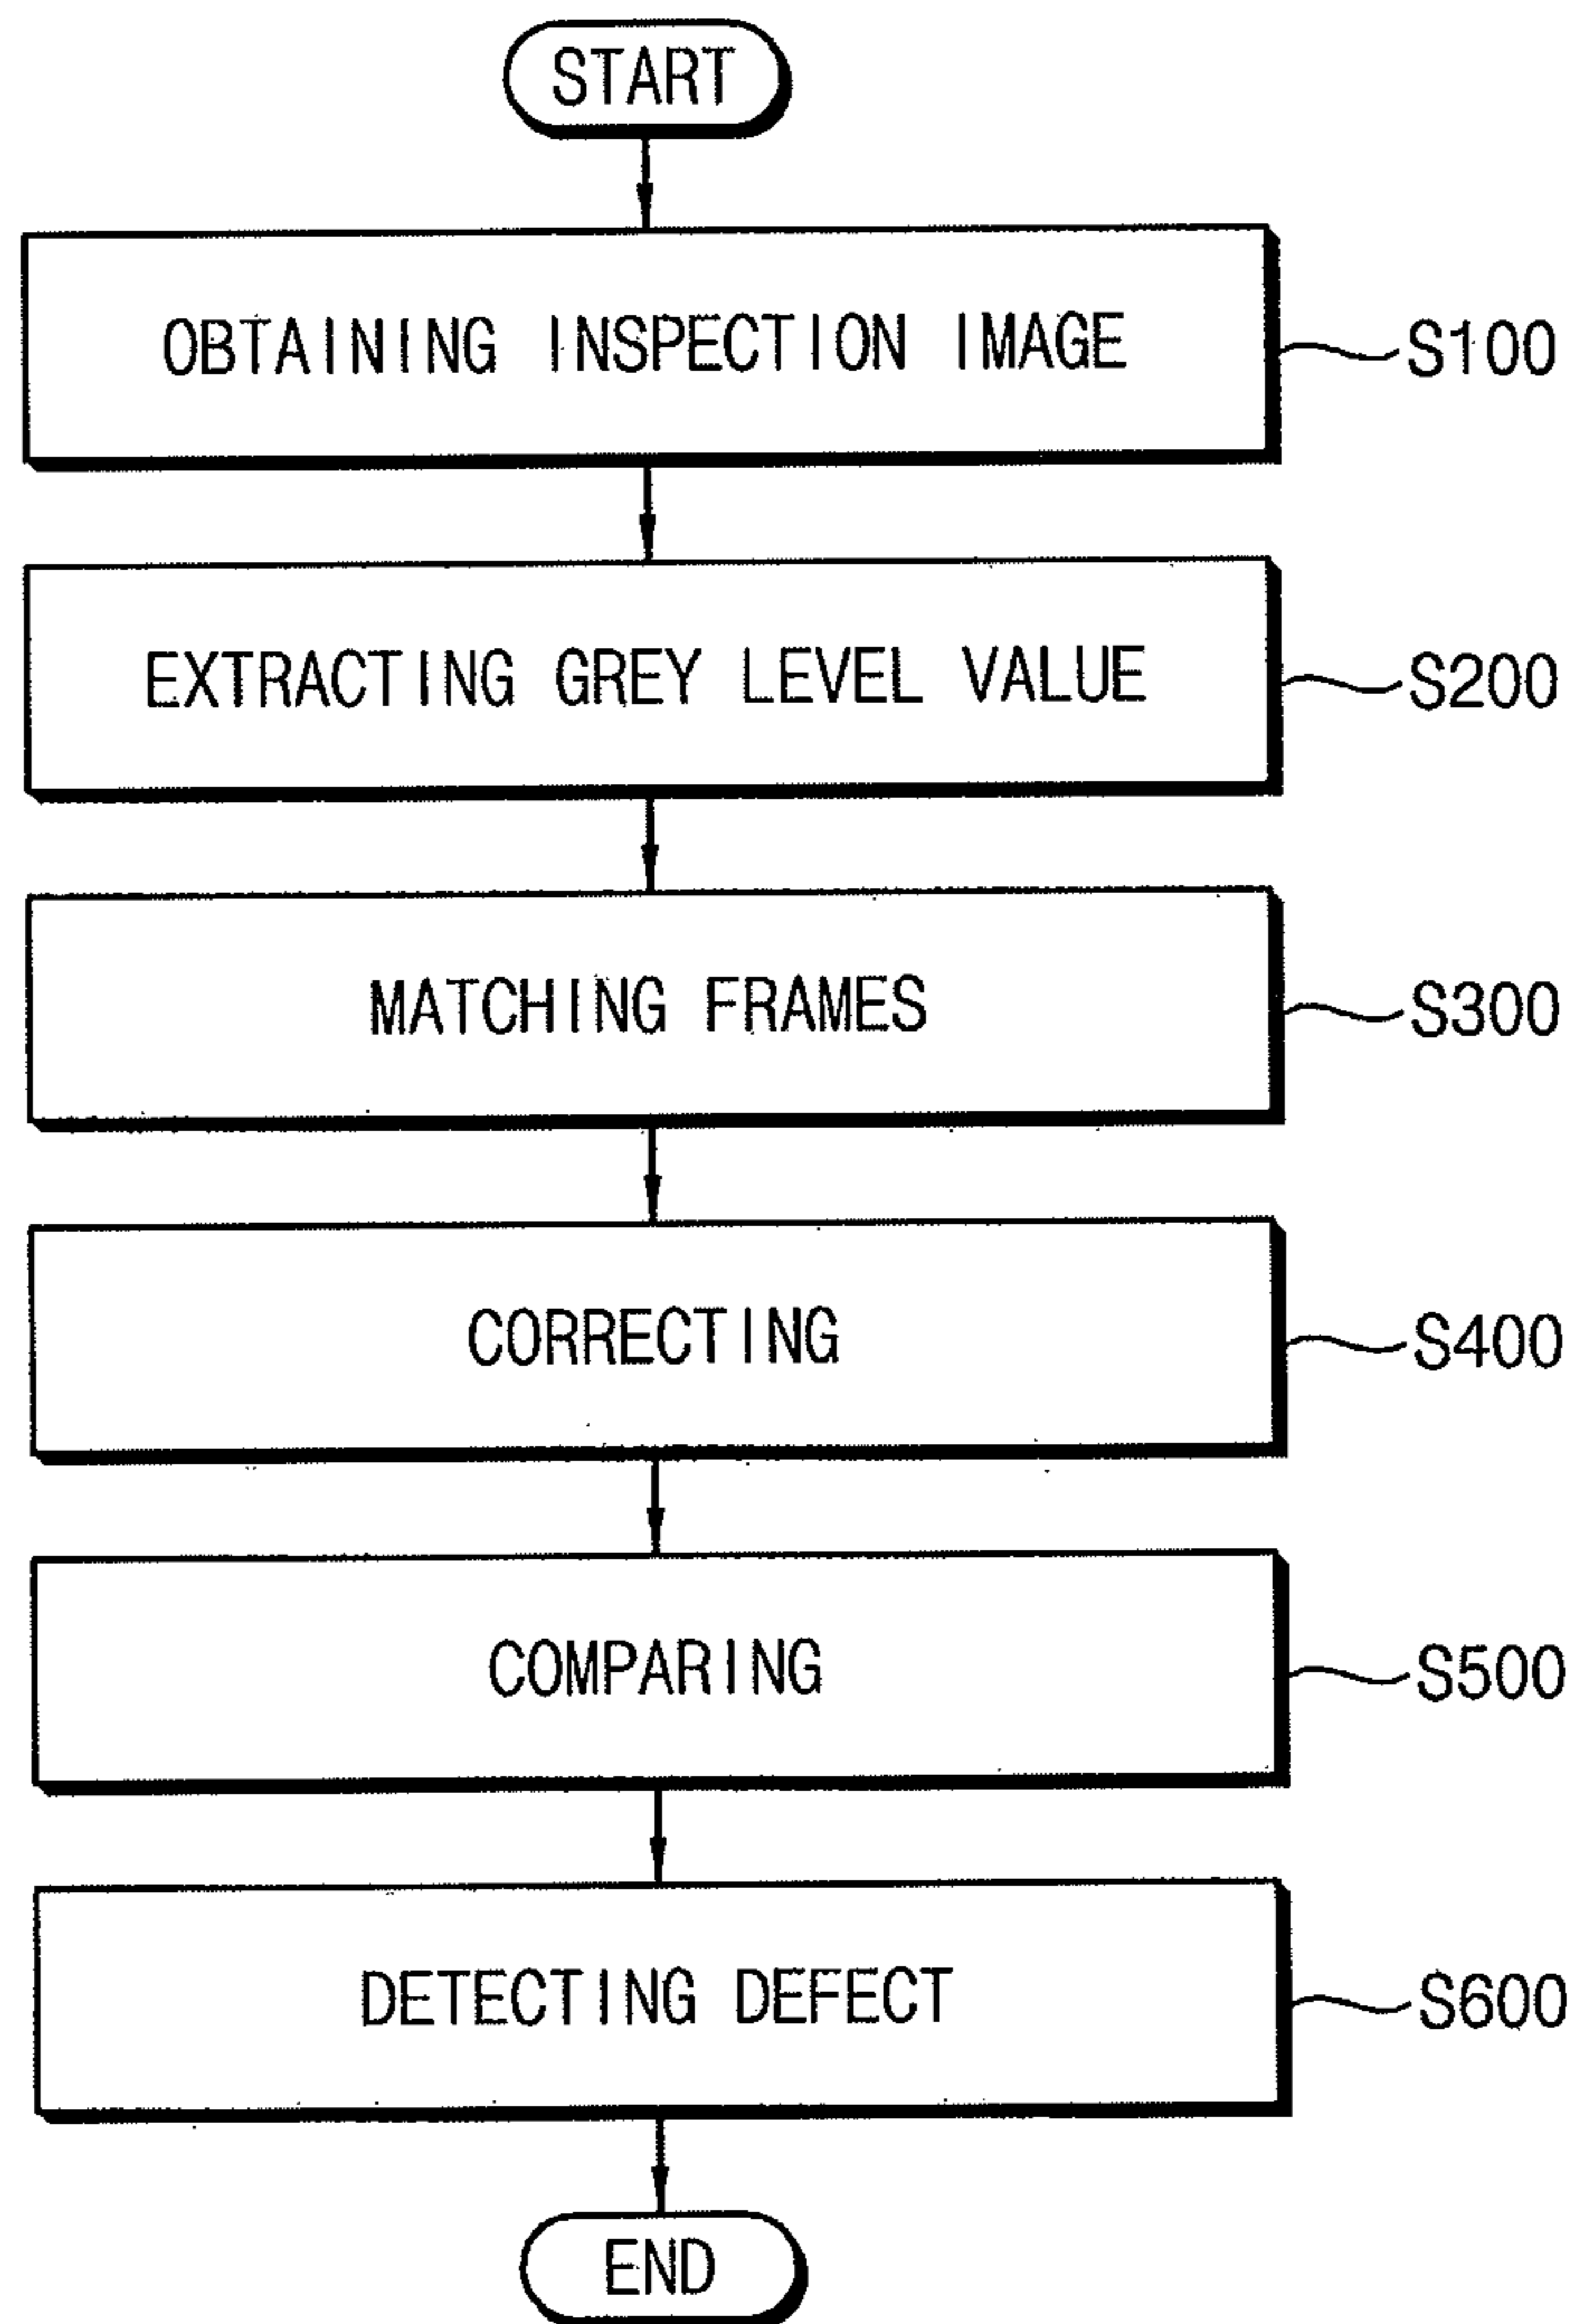 START
OBTAINING INSPECTION IMAGE
S100
EXTRACTING GREY LEVEL VALUE
S200
MATCHING FRAMES
S300
CORRECTING
S400
COMPARING
S500
DETECTING DEFECT
S600
END